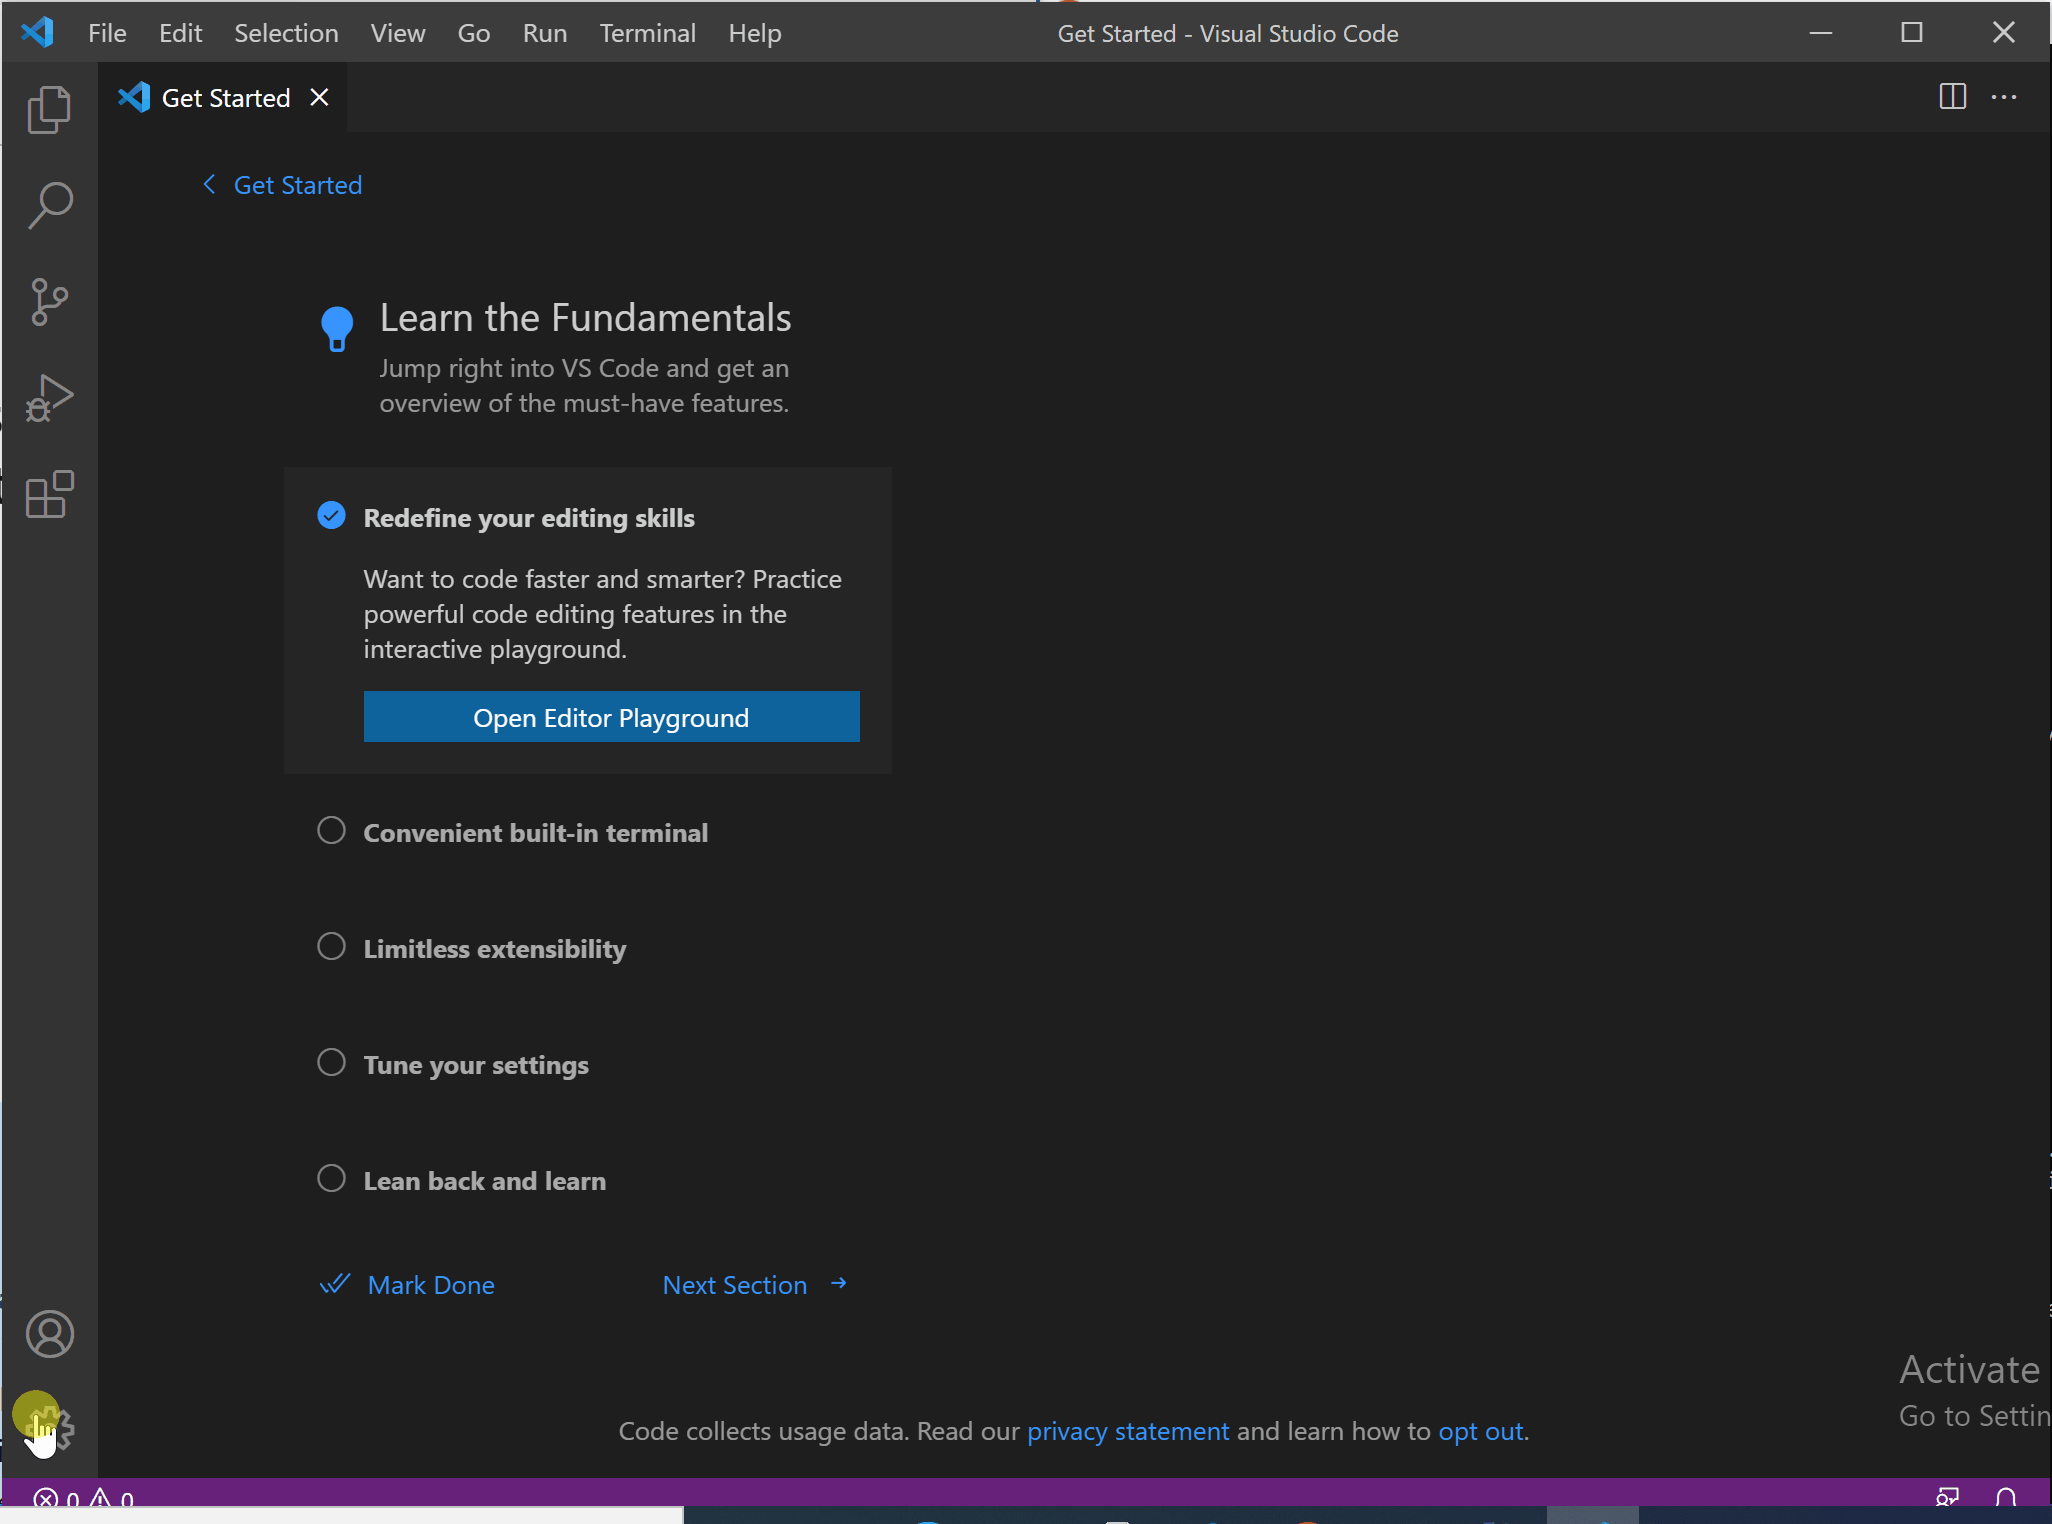 File Edit Selection View Go Run Terminal Help
Get Started - Visual Studio Code
Get Started
Get Started
Learn the Fundamentals
Jump right into VS Code and get an
overview of the must-have features.
Redefine your editing skills
Want to code faster and smarter? Practice
powerful code editing features in the
interactive playground.
Open Editor Playground
Convenient built-in terminal
Limitless extensibility
Tune your settings
Lean back and learn
Mark Done
Next Section
Activate
Go to Settin
Code collects usage data. Read our privacy statement and learn how to opt out.
0 0